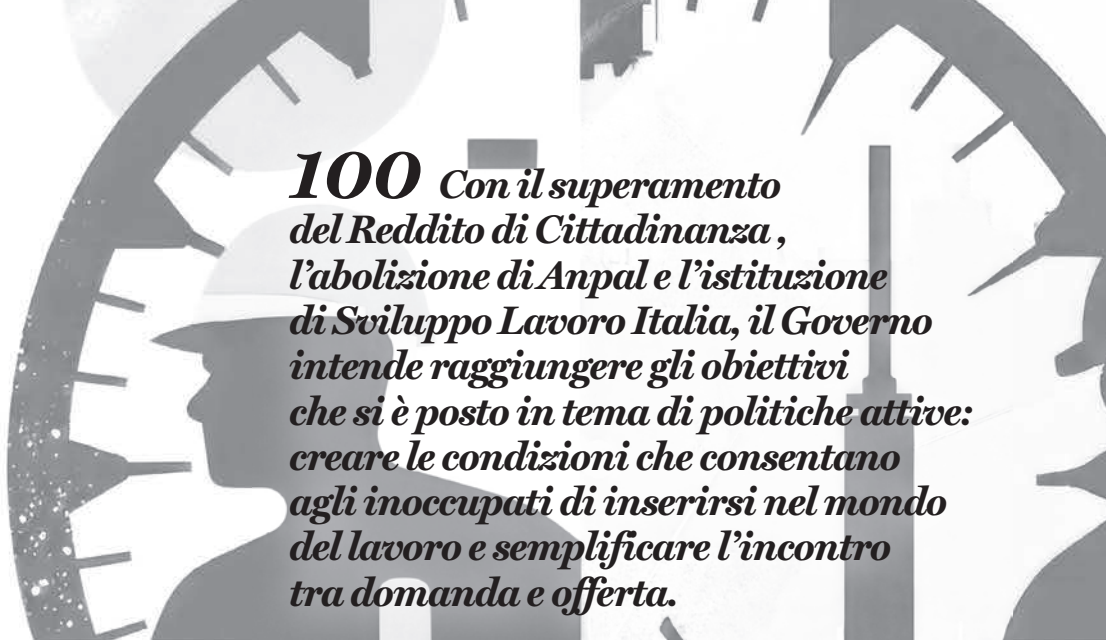 100 Con il superamento
del Reddito di Cittadinanza ,
l’abolizione di Anpal e l’istituzione
di Sviluppo Lavoro Italia, il Governo
intende raggiungere gli obiettivi
che si è posto in tema di politiche attive:
creare le condizioni che consentano
agli inoccupati di inserirsi nel mondo
del lavoro e semplificare l’incontro
tra domanda e offerta.